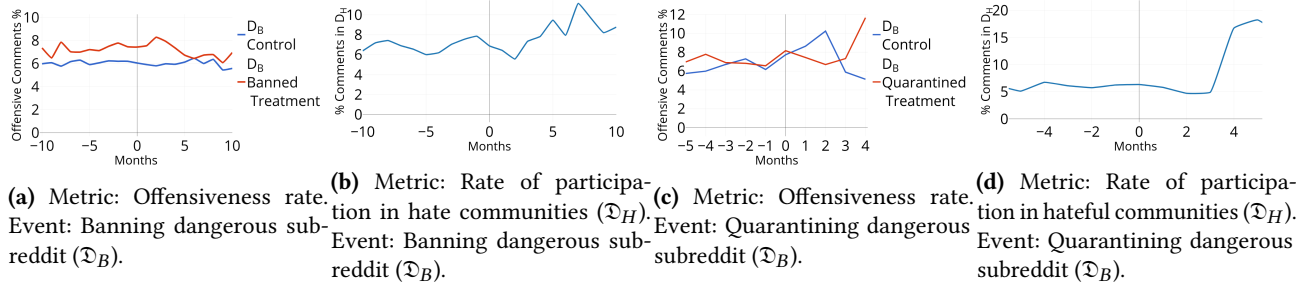 Offensive Comments %
10
8
6
4
2
0
−10
−5
0
5
10
Months
D_B
Control
D_B
Banned
Treatment
% Comments in D_H
10
8
6
4
2
0
−10
−5
0
5
10
Months
Offensive Comments %
12
10
8
6
4
2
0
−5 −4 −3 −2 −1 0 1 2 3 4
Months
D_B
Control
D_B
Quarantined
Treatment
% Comments in D_H
20
15
10
5
0
−4
−2
0
2
4
Months
(a) Metric: Offensiveness rate.
Event: Banning dangerous sub-
reddit (𝔇_B).
(b) Metric: Rate of participa-
tion in hate communities (𝔇_H).
Event: Banning dangerous sub-
reddit (𝔇_B).
(c) Metric: Offensiveness rate.
Event: Quarantining dangerous
subreddit (𝔇_B).
(d) Metric: Rate of participa-
tion in hateful communities (𝔇_H).
Event: Quarantining dangerous
subreddit (𝔇_B).